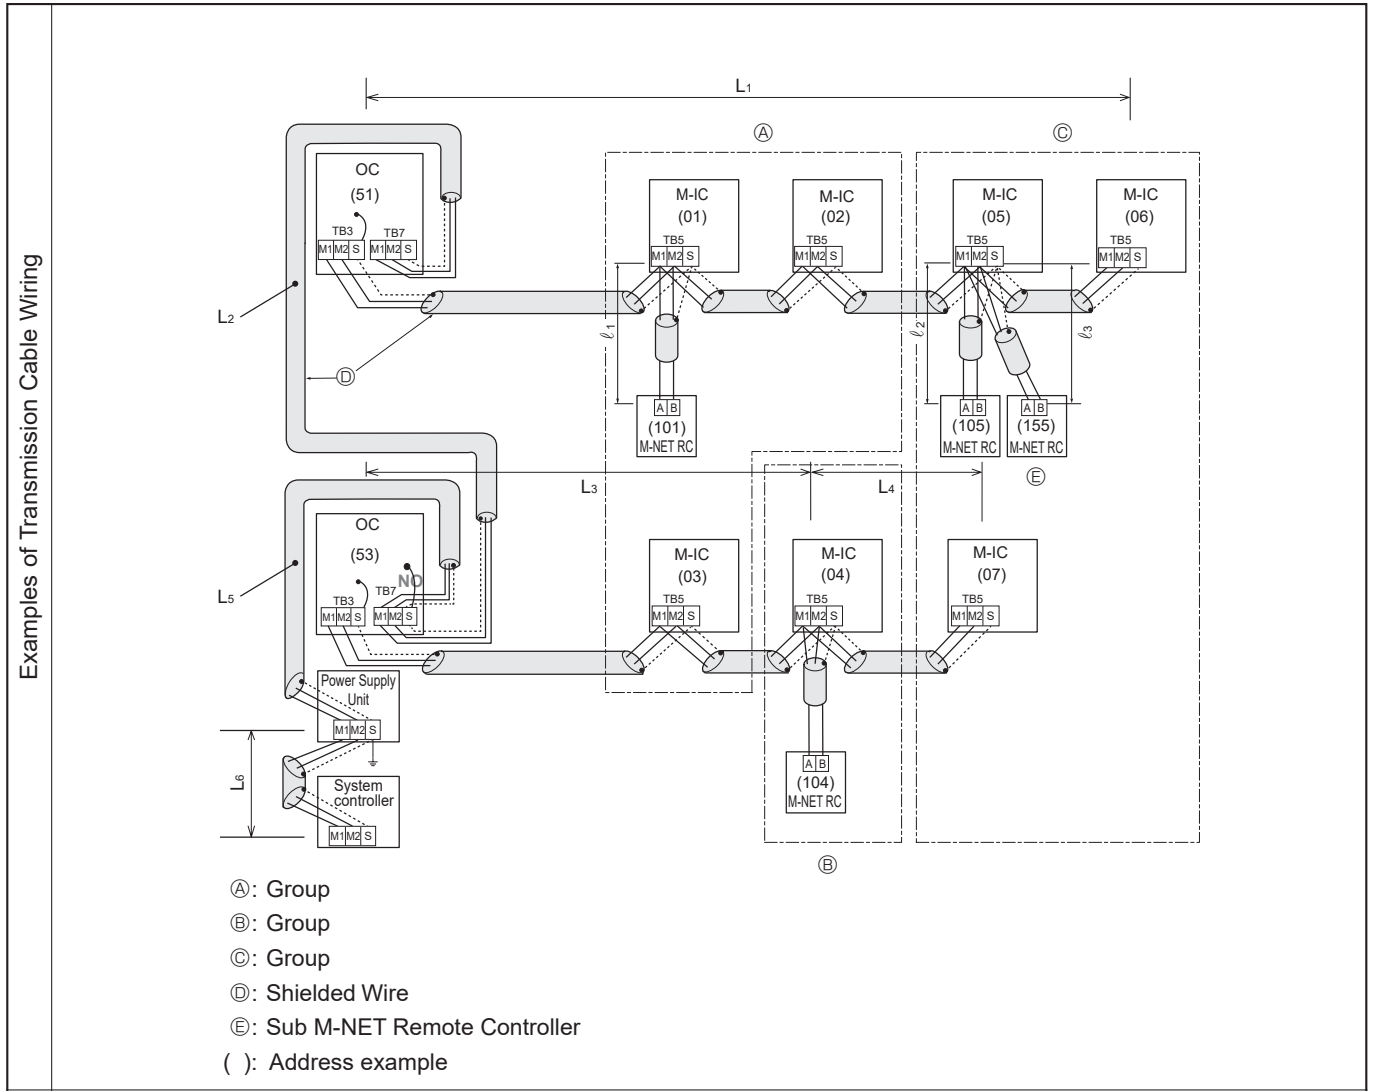 Examples of Transmission Cable Wiring
L1
Ⓐ
Ⓒ
OC
(51)
TB3
TB7
M1 M2 S
M1 M2 S
M-IC
(01)
TB5
M1 M2 S
M-IC
(02)
TB5
M1 M2 S
M-IC
(05)
TB5
M1 M2 S
M-IC
(06)
TB5
M1 M2 S
L2
Ⓓ
ℓ1
ℓ2
ℓ3
A B
(101)
M-NET RC
A B
(105)
M-NET RC
A B
(155)
M-NET RC
Ⓔ
L3
L4
OC
(53)
NO
TB3
TB7
M1 M2 S
M1 M2 S
M-IC
(03)
TB5
M1 M2 S
M-IC
(04)
TB5
M1 M2 S
M-IC
(07)
TB5
M1 M2 S
L5
Power Supply
Unit
M1 M2 S
L6
System
controller
M1 M2 S
A B
(104)
M-NET RC
Ⓑ
Ⓐ: Group
Ⓑ: Group
Ⓒ: Group
Ⓓ: Shielded Wire
Ⓔ: Sub M-NET Remote Controller
( ): Address example